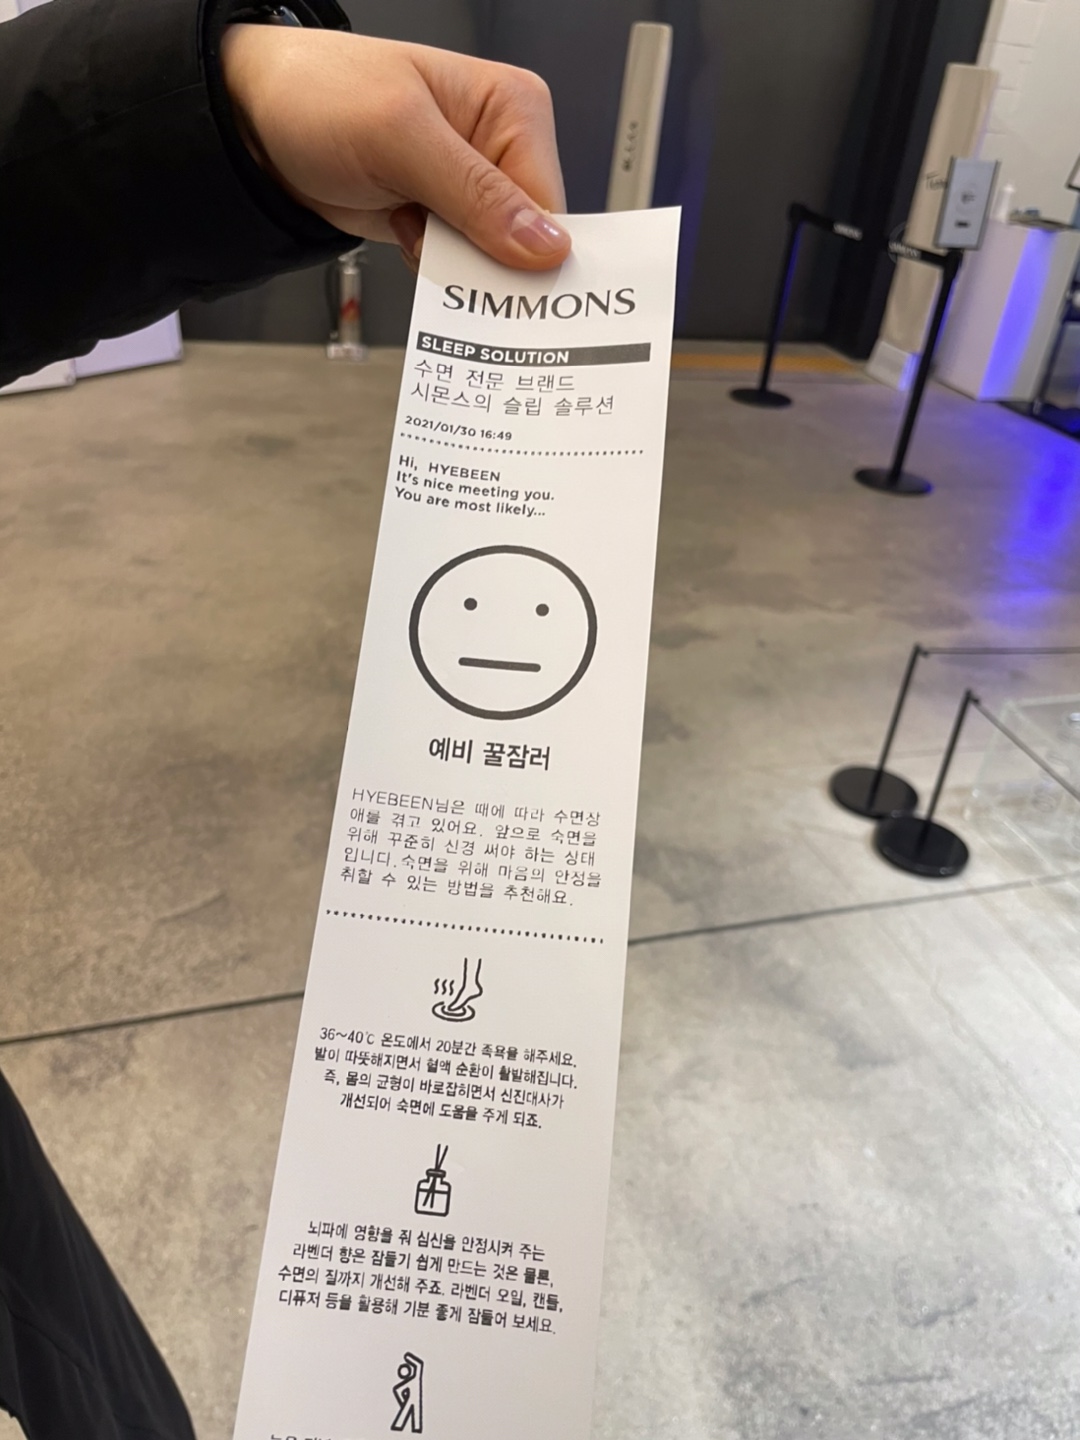 SIMMONS
SLEEP SOLUTION
수면 전문 브랜드
시몬스의 슬립 솔루션
2021/01/30 16:49
Hi, HYEBEEN
It's nice meeting you.
You are most likely...
예비 꿀잠러
HYEBEEN님은 때에 따라 수면장
애를 겪고 있어요. 앞으로 숙면을
위해 꾸준히 신경 써야 하는 상태
입니다. 숙면을 위해 마음의 안정을
취할 수 있는 방법을 추천해요.
36~40℃ 온도에서 20분간 족욕을 해주세요.
발이 따뜻해지면서 혈액 순환이 활발해집니다.
즉, 몸의 균형이 바로잡히면서 신진대사가
개선되어 숙면에 도움을 주게 되죠.
뇌파에 영향을 줘 심신을 안정시켜 주는
라벤더 향은 잠들기 쉽게 만드는 것은 물론,
수면의 질까지 개선해 주죠. 라벤더 오일, 캔들,
디퓨저 등을 활용해 기분 좋게 잠들어 보세요.